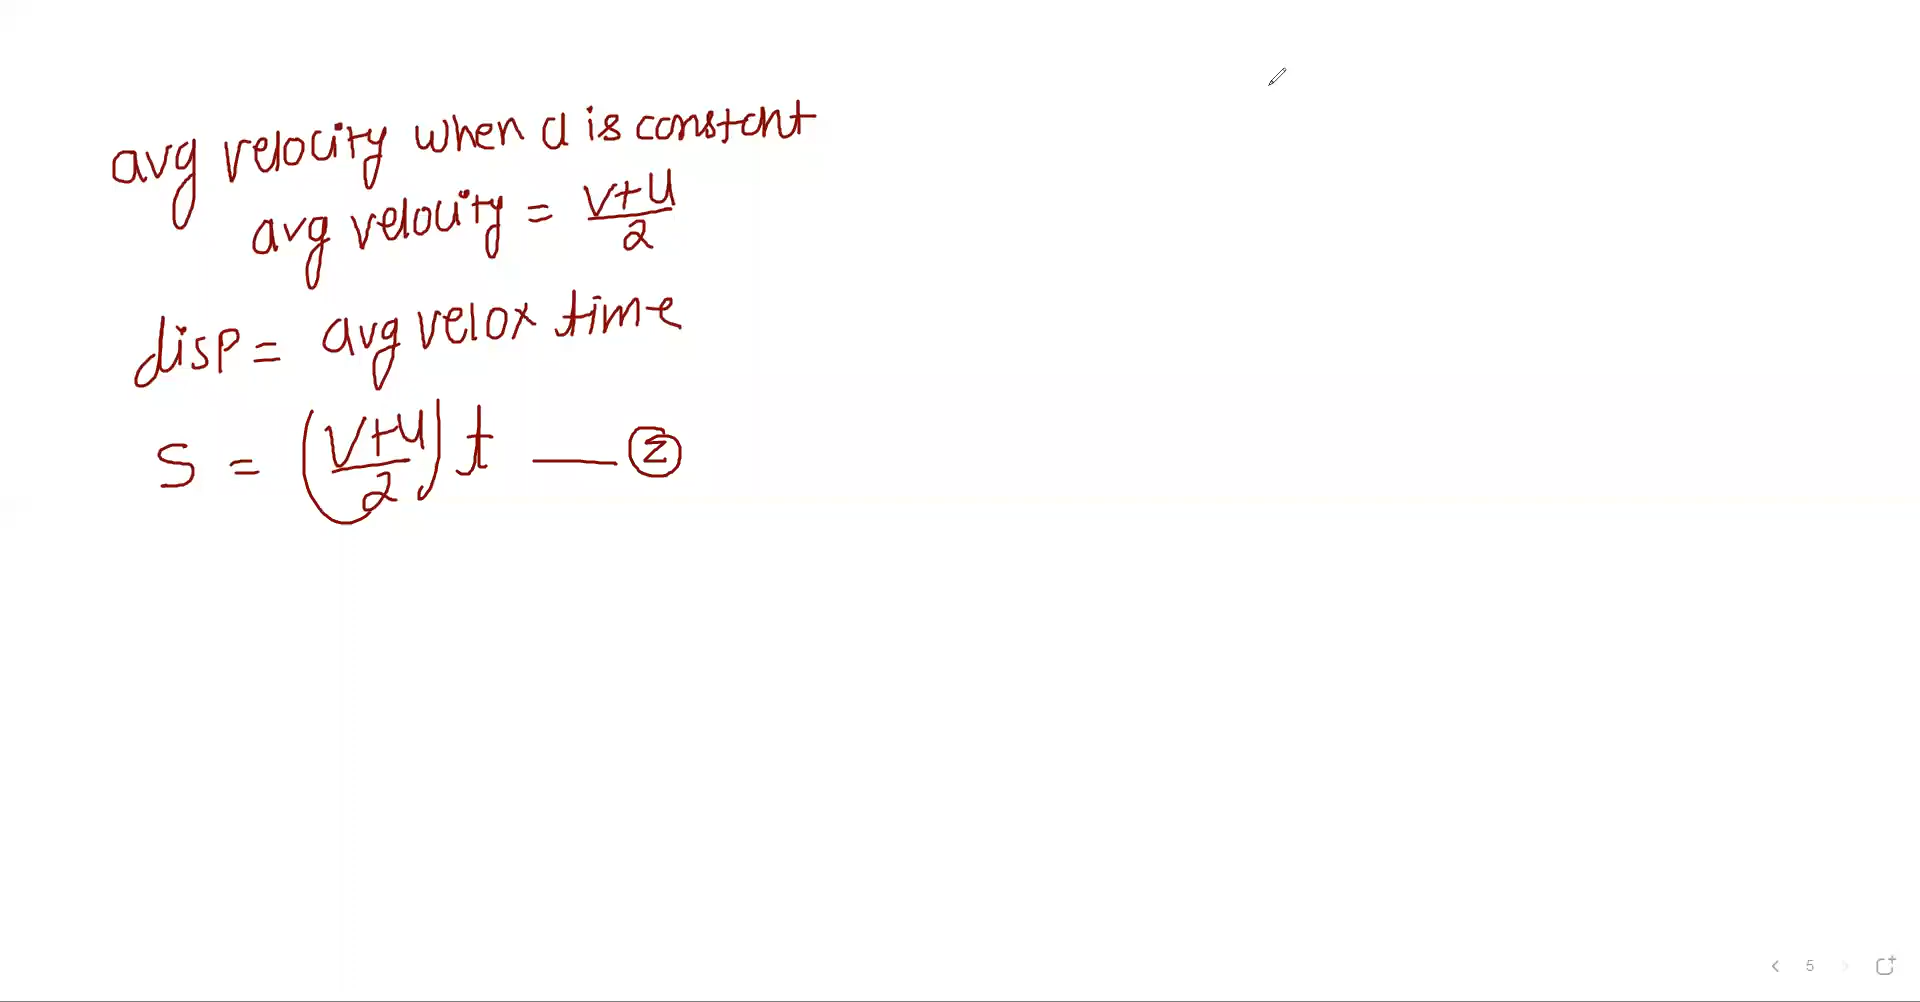 avg velocity when a is constant
avg velocity = v+u/2
disp = avg velo x time
S = (v+u/2) t — ②
5